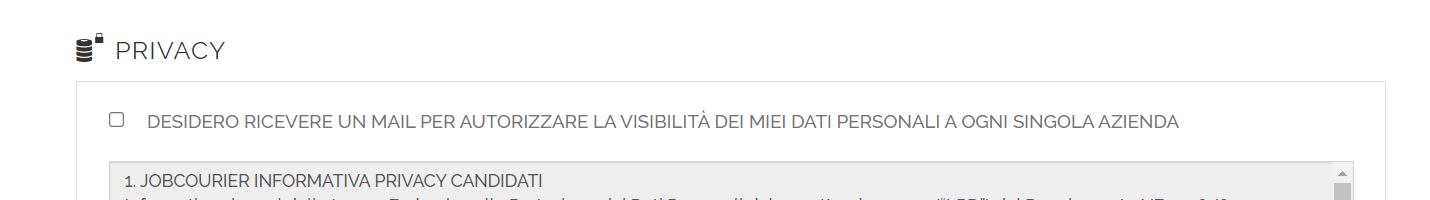 PRIVACY
DESIDERO RICEVERE UN MAIL PER AUTORIZZARE LA VISIBILITÀ DEI MIEI DATI PERSONALI A OGNI SINGOLA AZIENDA
1. JOBCOURIER INFORMATIVA PRIVACY CANDIDATI